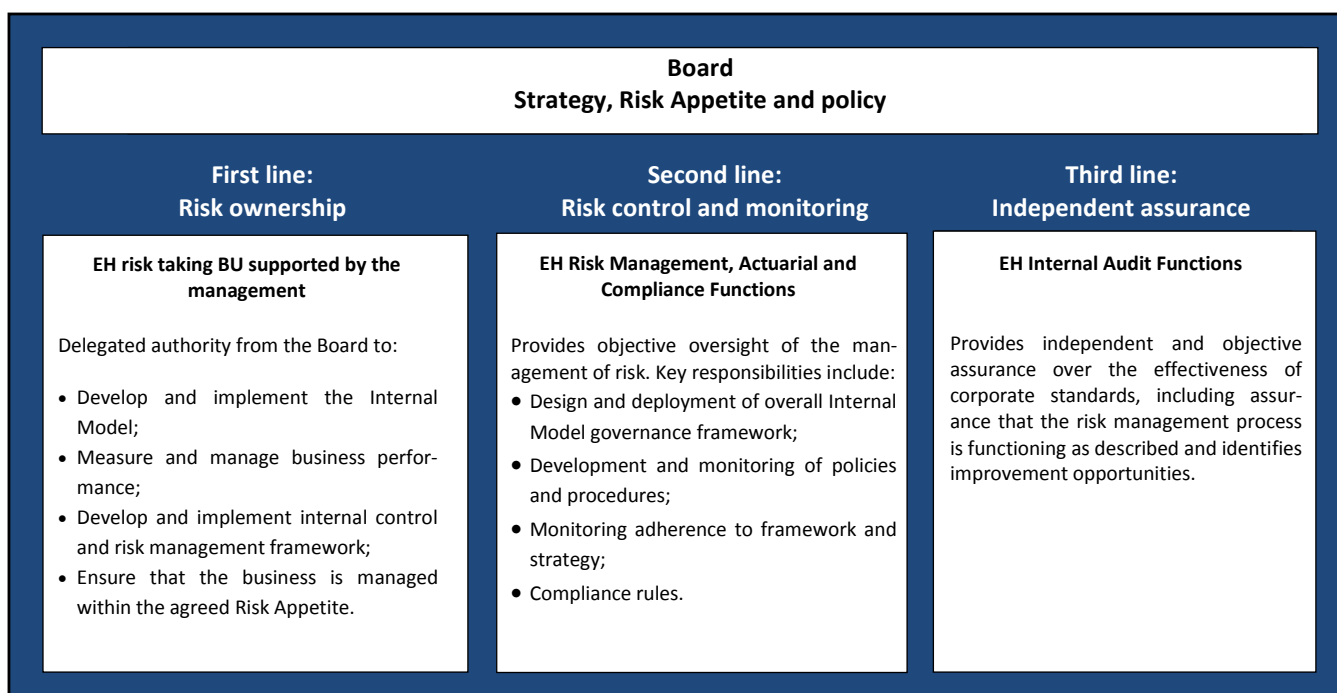 Board
Strategy, Risk Appetite and policy
First line:
Risk ownership
EH risk taking BU supported by the
management
Delegated authority from the Board to:
• Develop and implement the Internal
Model;
• Measure and manage business perfor-
mance;
• Develop and implement internal control
and risk management framework;
• Ensure that the business is managed
within the agreed Risk Appetite.
Second line:
Risk control and monitoring
EH Risk Management, Actuarial and
Compliance Functions
Provides objective oversight of the man-
agement of risk. Key responsibilities include:
• Design and deployment of overall Internal
Model governance framework;
• Development and monitoring of policies
and procedures;
• Monitoring adherence to framework and
strategy;
• Compliance rules.
Third line:
Independent assurance
EH Internal Audit Functions
Provides independent and objective
assurance over the effectiveness of
corporate standards, including assur-
ance that the risk management process
is functioning as described and identifies
improvement opportunities.